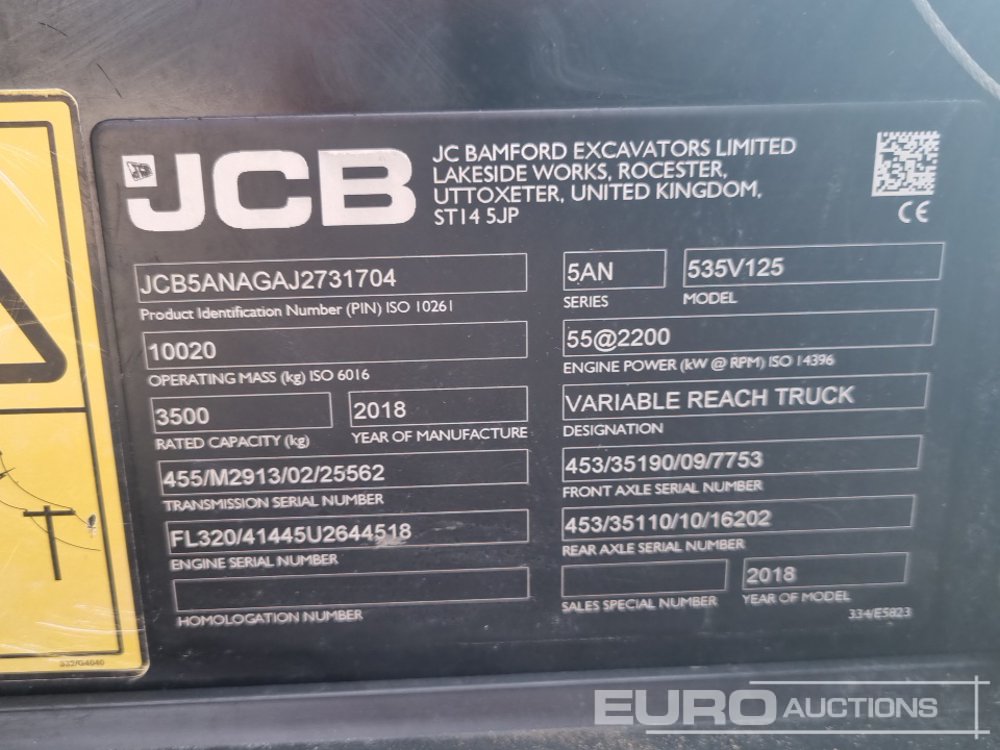 JCB
JC BAMFORD EXCAVATORS LIMITED
LAKESIDE WORKS, ROCESTER,
UTTOXETER, UNITED KINGDOM,
ST14 5JP
CE
JCB5ANAGAJ2731704
Product Identification Number (PIN) ISO 10261
5AN
SERIES
535V125
MODEL
10020
OPERATING MASS (kg) ISO 6016
55@2200
ENGINE POWER (kW @ RPM) ISO 14396
3500
RATED CAPACITY (kg)
2018
YEAR OF MANUFACTURE
VARIABLE REACH TRUCK
DESIGNATION
455/M2913/02/25562
TRANSMISSION SERIAL NUMBER
453/35190/09/7753
FRONT AXLE SERIAL NUMBER
FL320/41445U2644518
ENGINE SERIAL NUMBER
453/35110/10/16202
REAR AXLE SERIAL NUMBER
HOMOLOGATION NUMBER
SALES SPECIAL NUMBER
2018
YEAR OF MODEL
334/E5823
332/G4040
EURO AUCTIONS